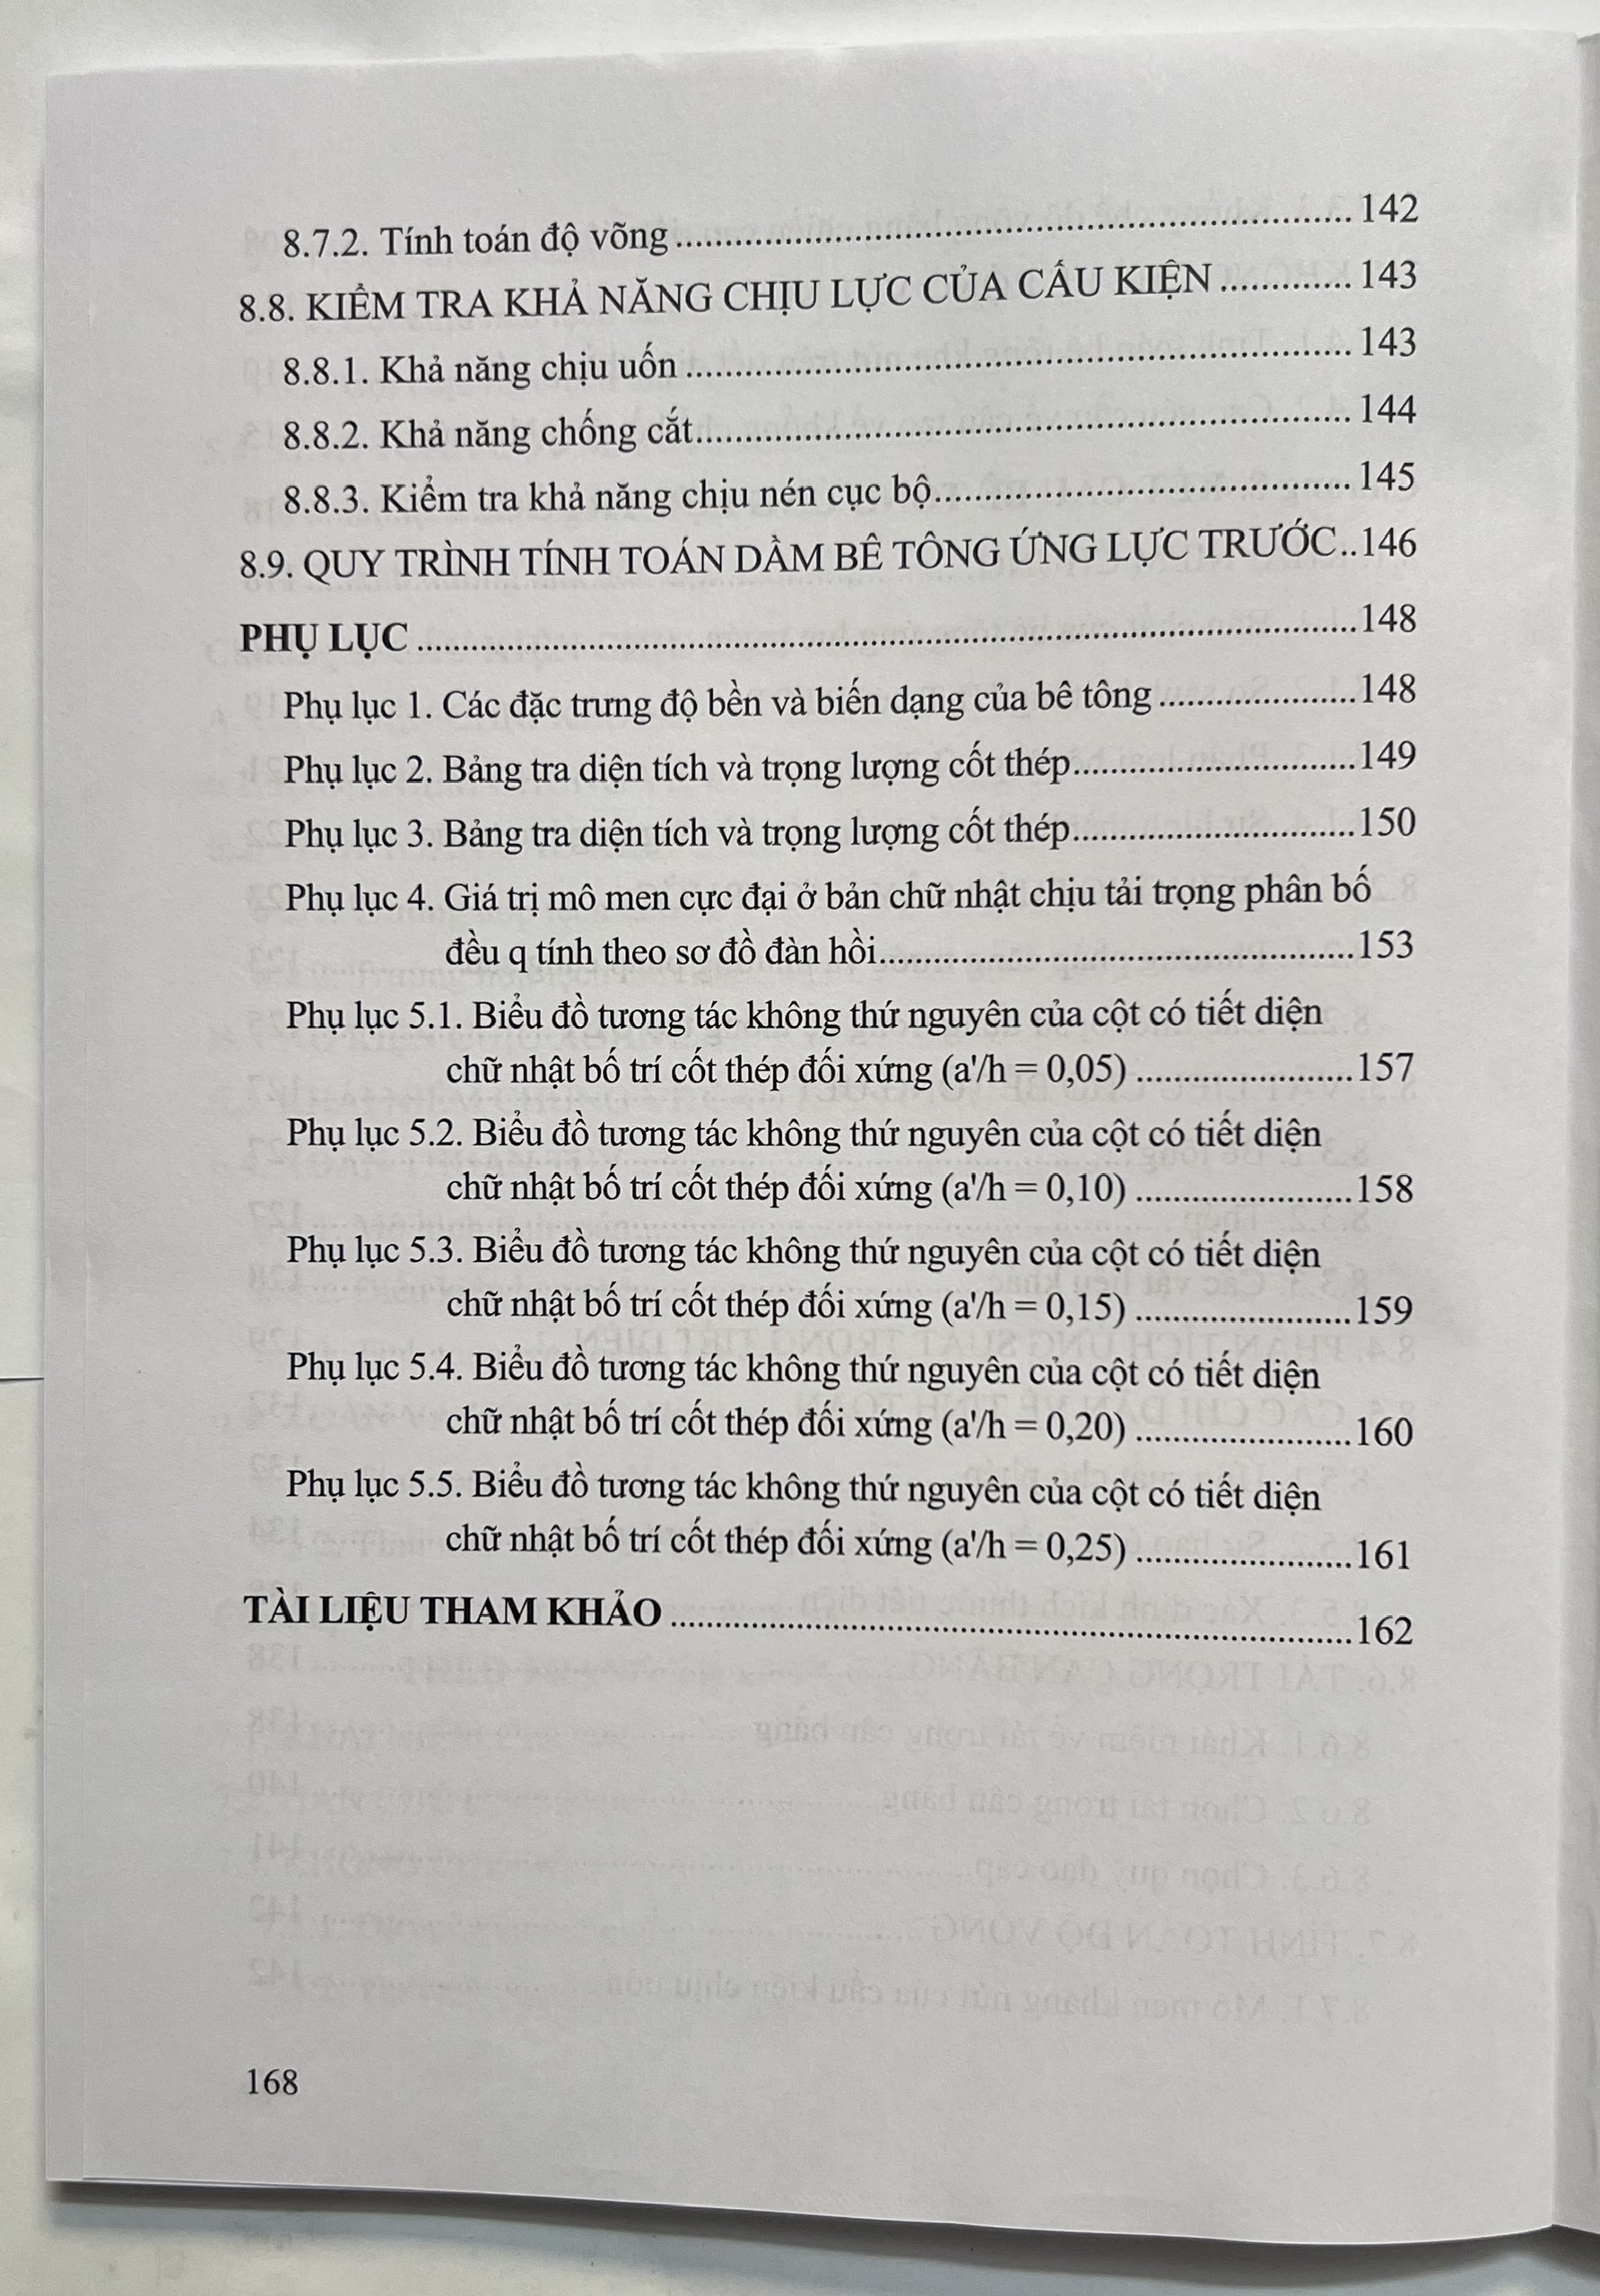 8.7.2. Tính toán độ võng ........ 142
8.8. KIỂM TRA KHẢ NĂNG CHỊU LỰC CỦA CẤU KIỆN ........ 143
8.8.1. Khả năng chịu uốn ........ 143
8.8.2. Khả năng chống cắt ........ 144
8.8.3. Kiểm tra khả năng chịu nén cục bộ ........ 145
8.9. QUY TRÌNH TÍNH TOÁN DẦM BÊ TÔNG ỨNG LỰC TRƯỚC..146
PHỤ LỤC ........ 148
Phụ lục 1. Các đặc trưng độ bền và biến dạng của bê tông ........ 148
Phụ lục 2. Bảng tra diện tích và trọng lượng cốt thép ........ 149
Phụ lục 3. Bảng tra diện tích và trọng lượng cốt thép ........ 150
Phụ lục 4. Giá trị mô men cực đại ở bản chữ nhật chịu tải trọng phân bố
đều q tính theo sơ đồ đàn hồi ........ 153
Phụ lục 5.1. Biểu đồ tương tác không thứ nguyên của cột có tiết diện
chữ nhật bố trí cốt thép đối xứng (a'/h = 0,05) ........ 157
Phụ lục 5.2. Biểu đồ tương tác không thứ nguyên của cột có tiết diện
chữ nhật bố trí cốt thép đối xứng (a'/h = 0,10) ........ 158
Phụ lục 5.3. Biểu đồ tương tác không thứ nguyên của cột có tiết diện
chữ nhật bố trí cốt thép đối xứng (a'/h = 0,15) ........ 159
Phụ lục 5.4. Biểu đồ tương tác không thứ nguyên của cột có tiết diện
chữ nhật bố trí cốt thép đối xứng (a'/h = 0,20) ........ 160
Phụ lục 5.5. Biểu đồ tương tác không thứ nguyên của cột có tiết diện
chữ nhật bố trí cốt thép đối xứng (a'/h = 0,25) ........ 161
TÀI LIỆU THAM KHẢO ........ 162
168